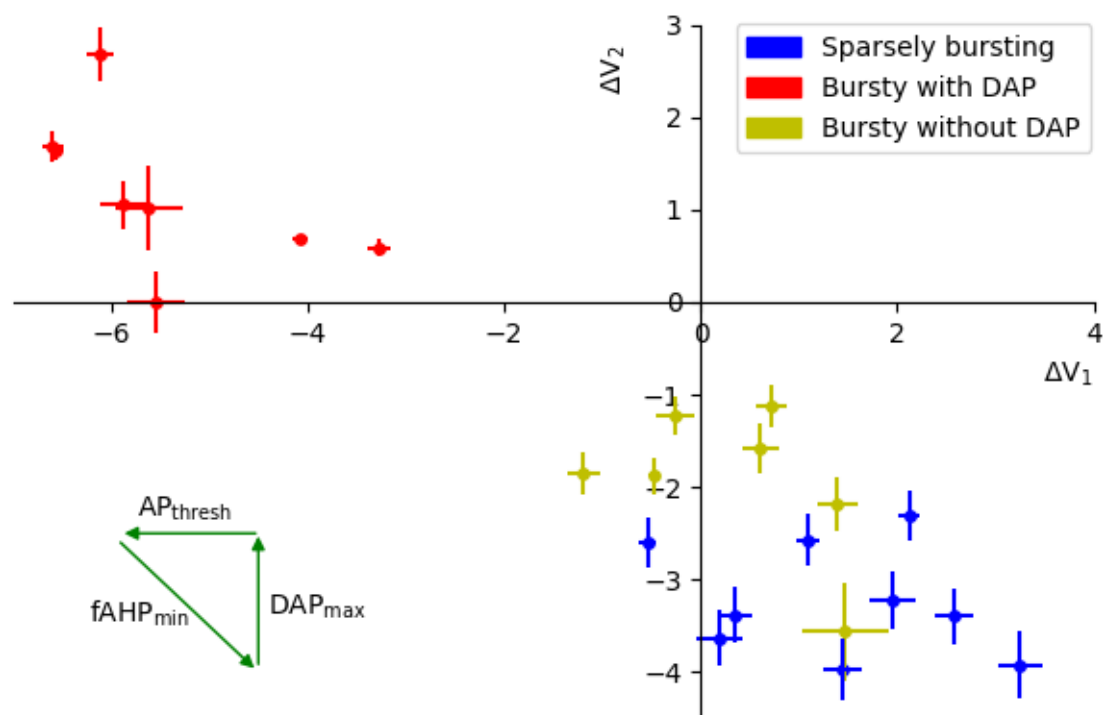 3
ΔV₂
Sparsely bursting
Bursty with DAP
Bursty without DAP
2
1
0
−6
−4
−2
0
2
4
ΔV₁
−1
−2
−3
−4
APthresh
fAHPmin
DAPmax